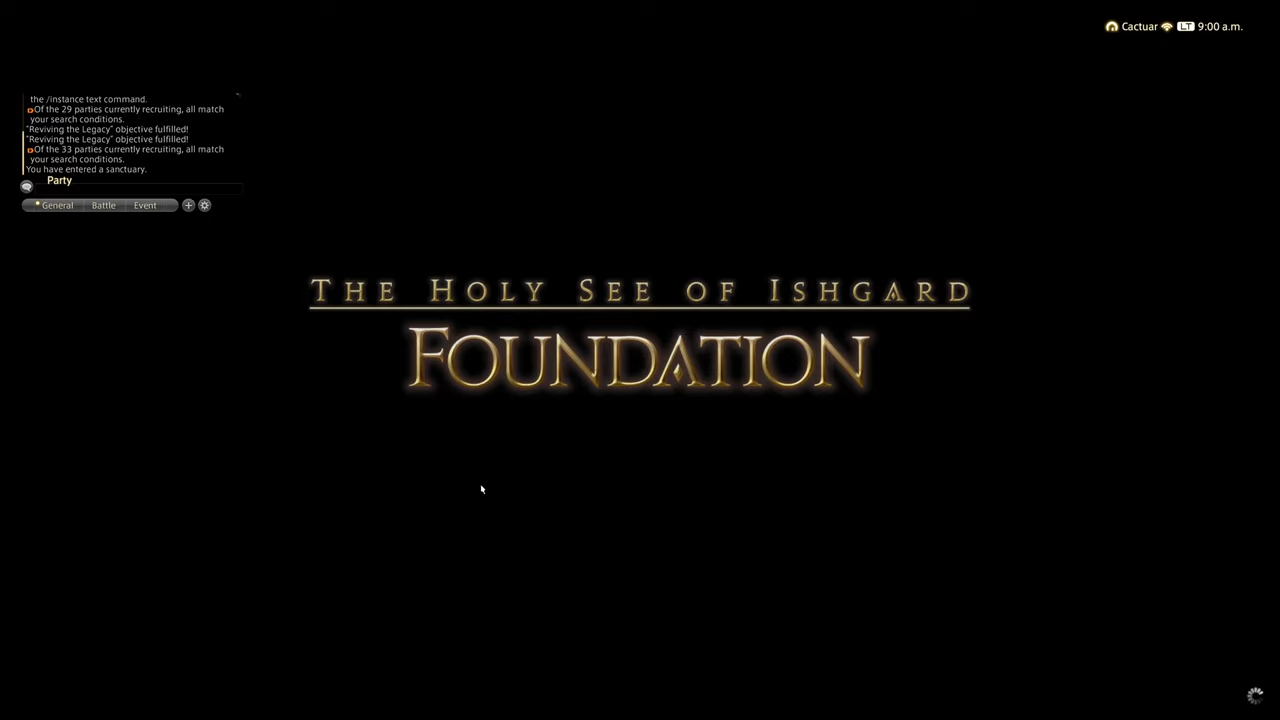 Cactuar LT 9:00 a.m.
the /instance text command.
Of the 29 parties currently recruiting, all match
your search conditions.
"Reviving the Legacy" objective fulfilled!
"Reviving the Legacy" objective fulfilled!
Of the 33 parties currently recruiting, all match
your search conditions.
You have entered a sanctuary.
Party
General Battle Event
THE HOLY SEE OF ISHGARD
FOUNDATION